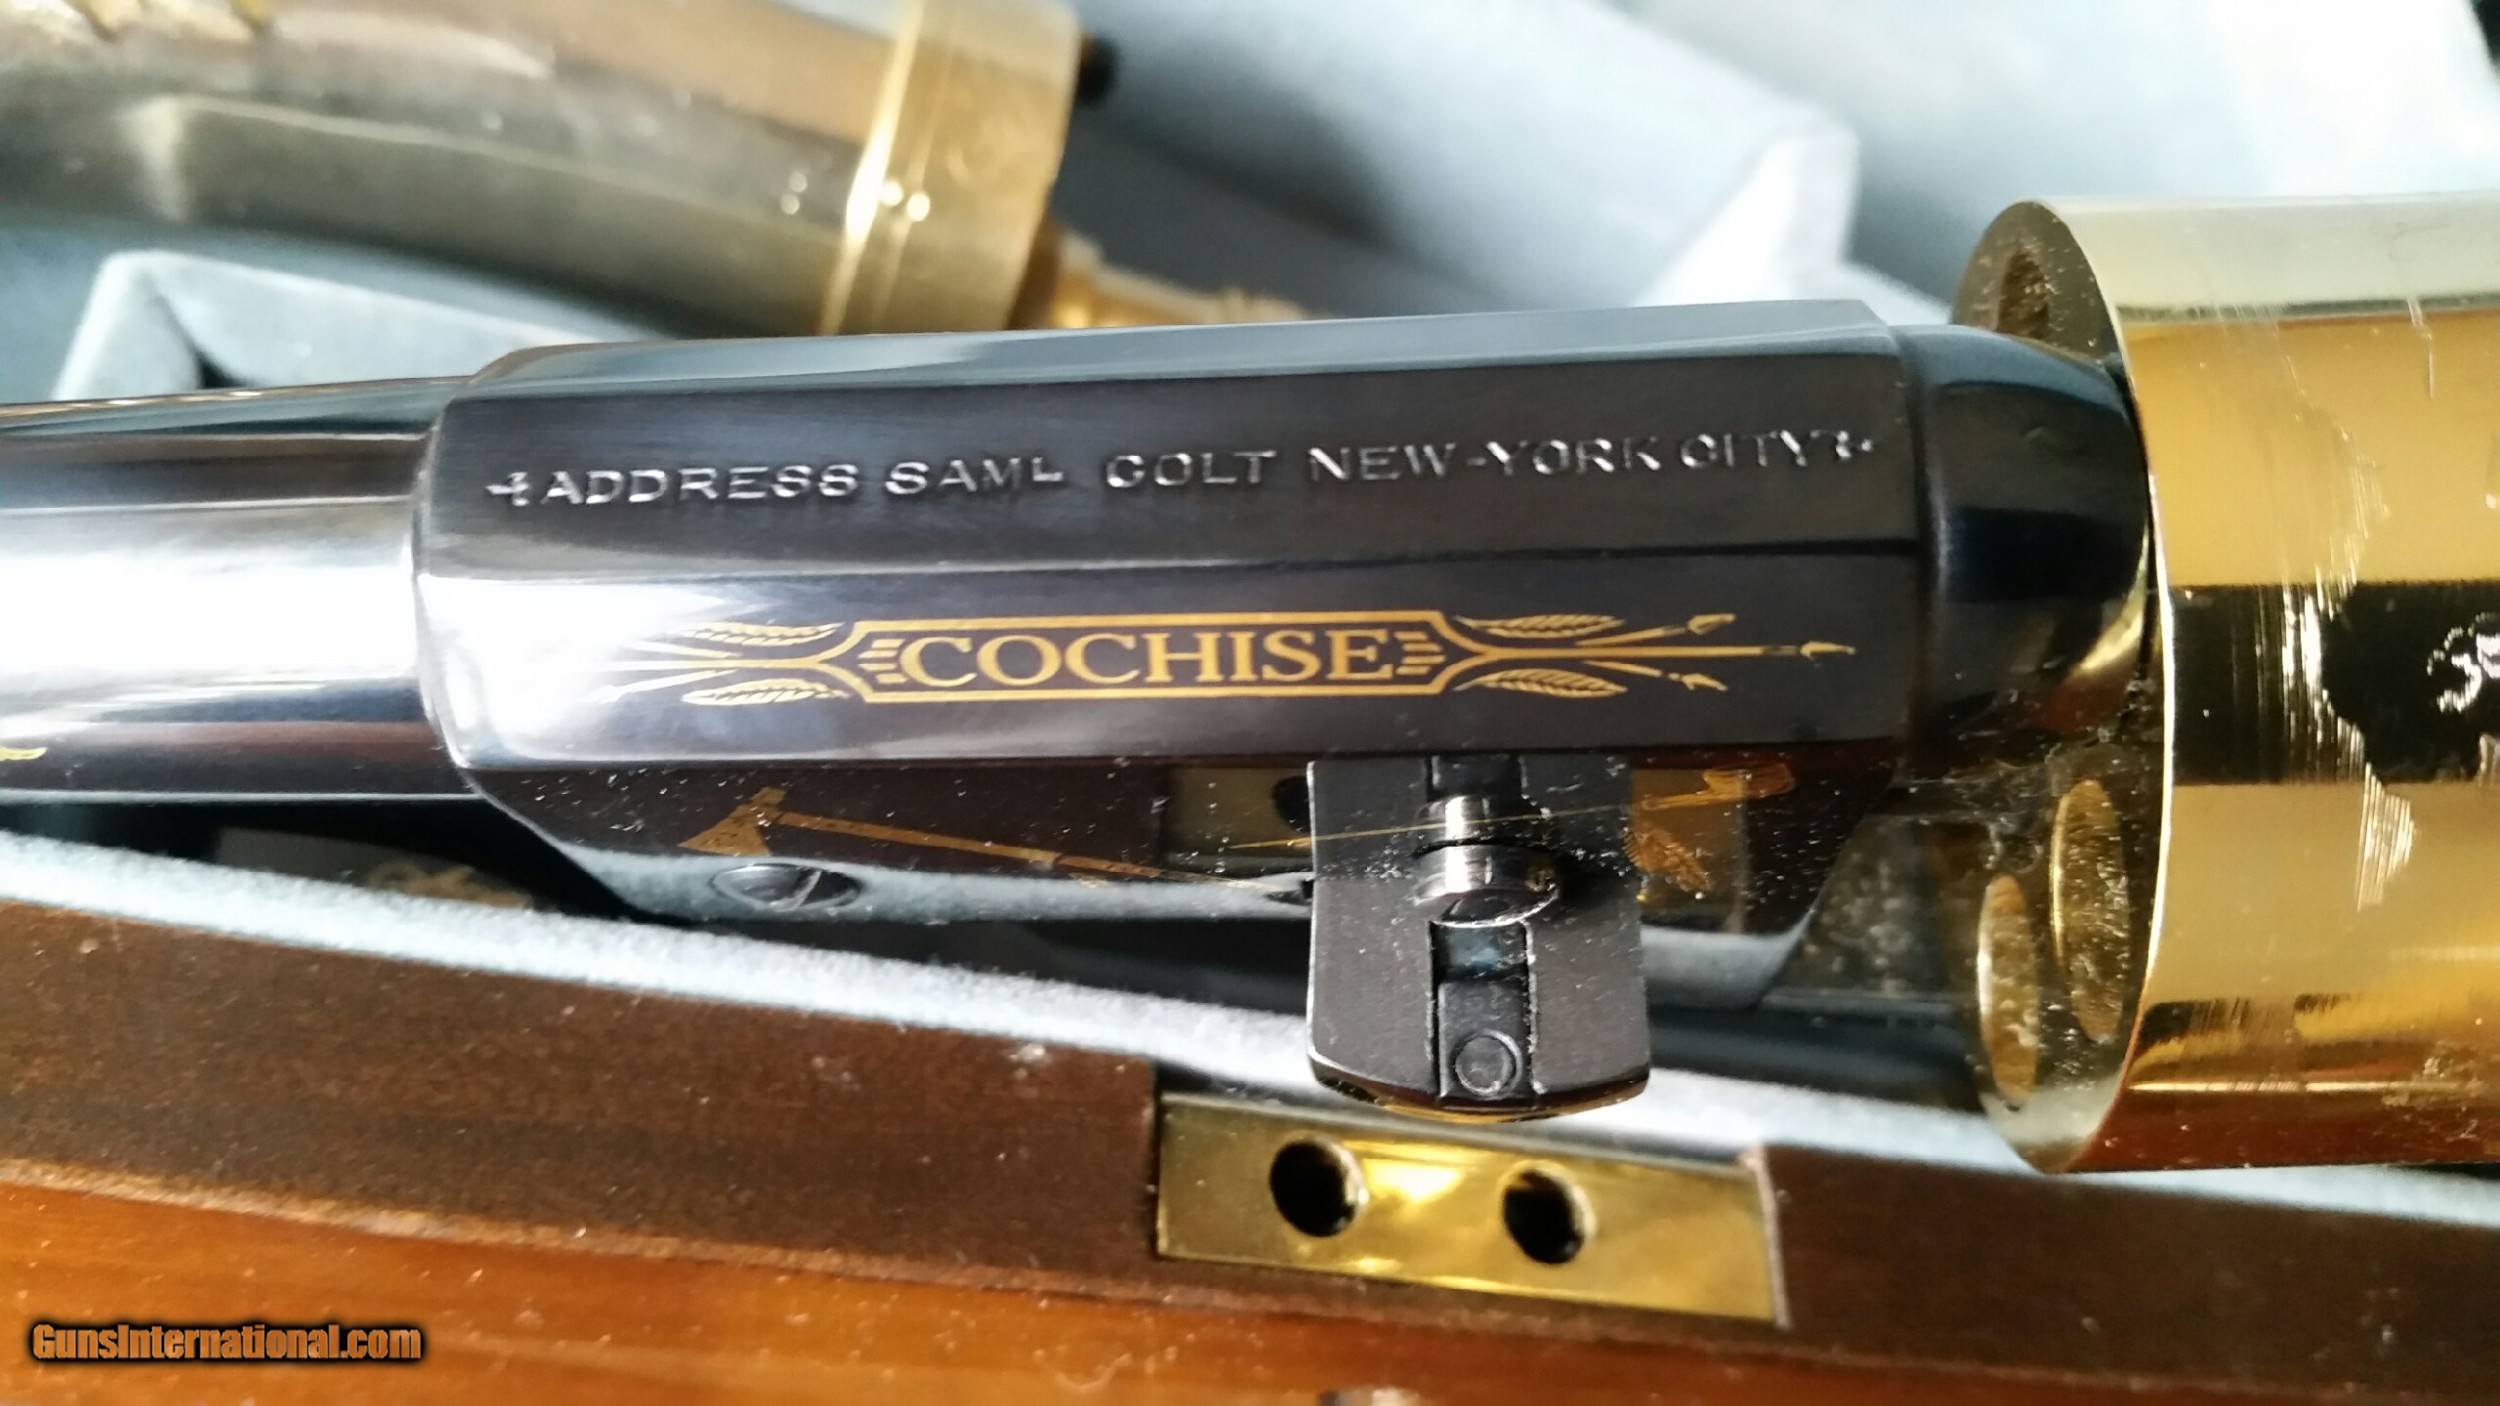 ADDRESS SAML COLT NEW-YORK CITY
COCHISE
GunsInternational.com